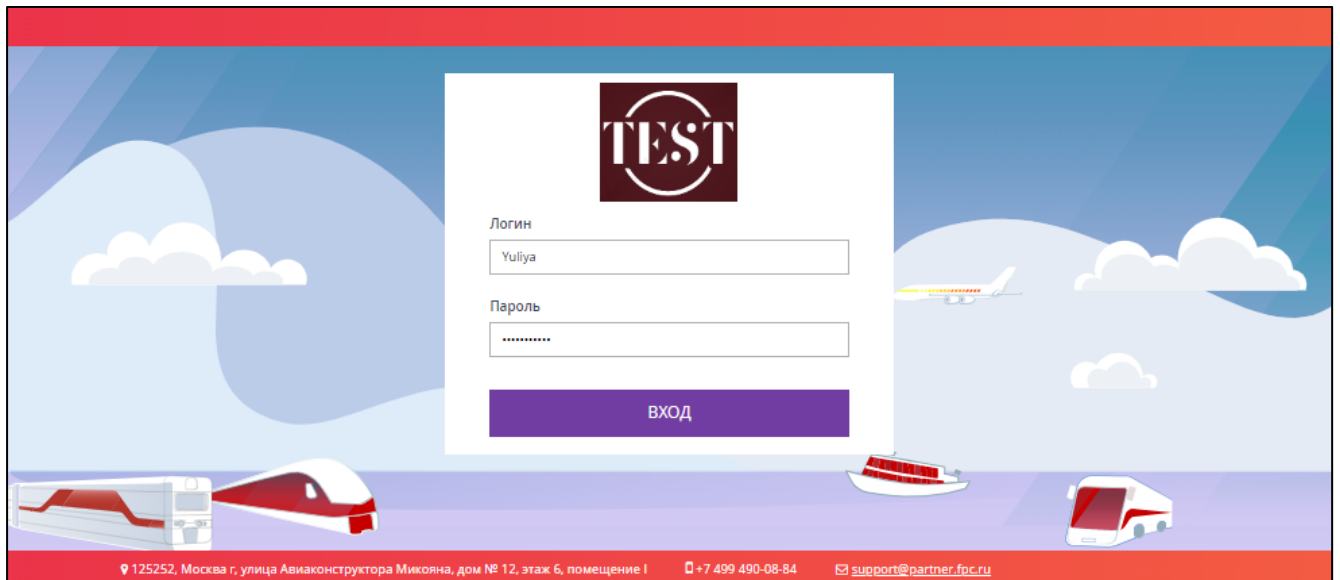 TEST
Логин
Yuliya
Пароль
•••••••••••
ВХОД
125252, Москва г, улица Авиаконструктора Микояна, дом № 12, этаж 6, помещение I +7 499 490-08-84 support@partner.fpc.ru